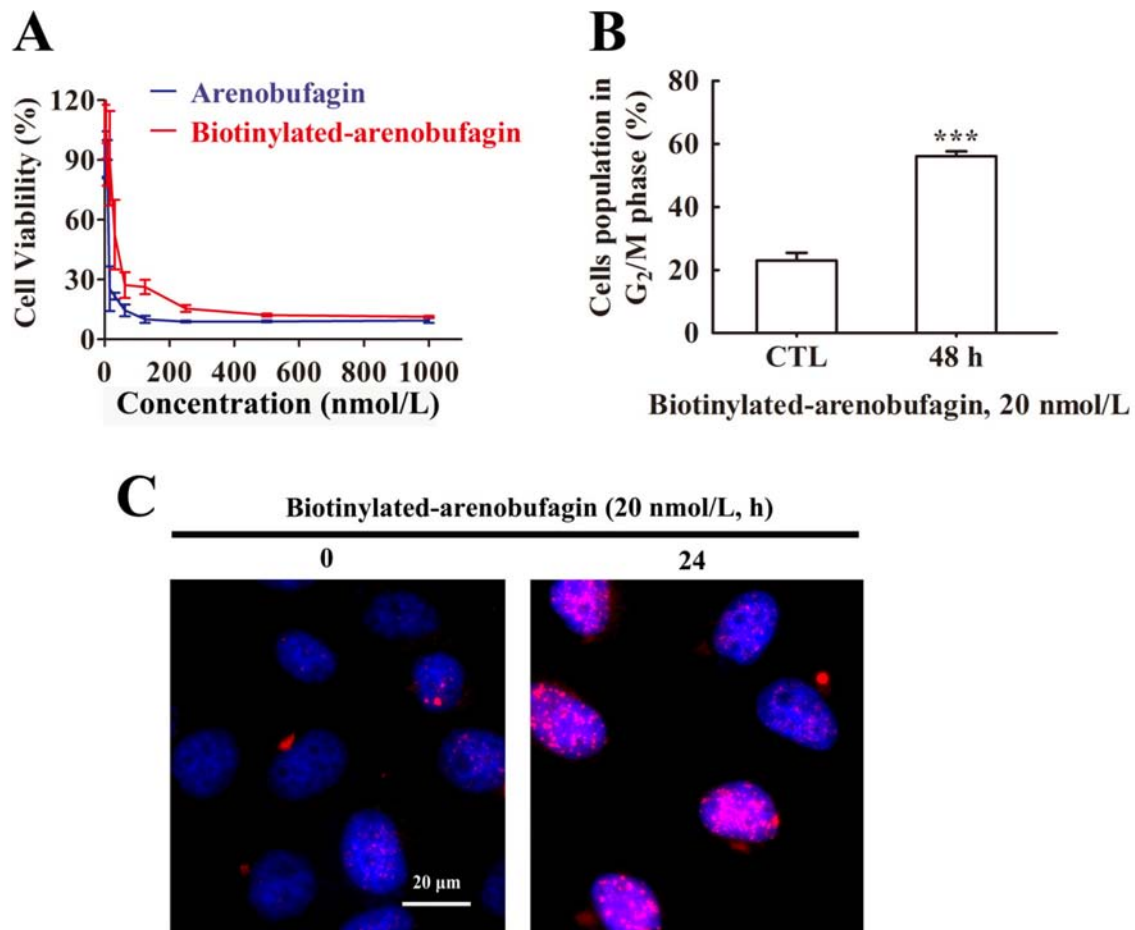 A
Arenobufagin
Biotinylated-arenobufagin
Cell Viablility (%)
120
90
60
30
0
0 200 400 600 800 1000
Concentration (nmol/L)
B
Cells population in
G₂/M phase (%)
80
60
40
20
0
***
CTL 48 h
Biotinylated-arenobufagin, 20 nmol/L
C
Biotinylated-arenobufagin (20 nmol/L, h)
0 24
20 μm